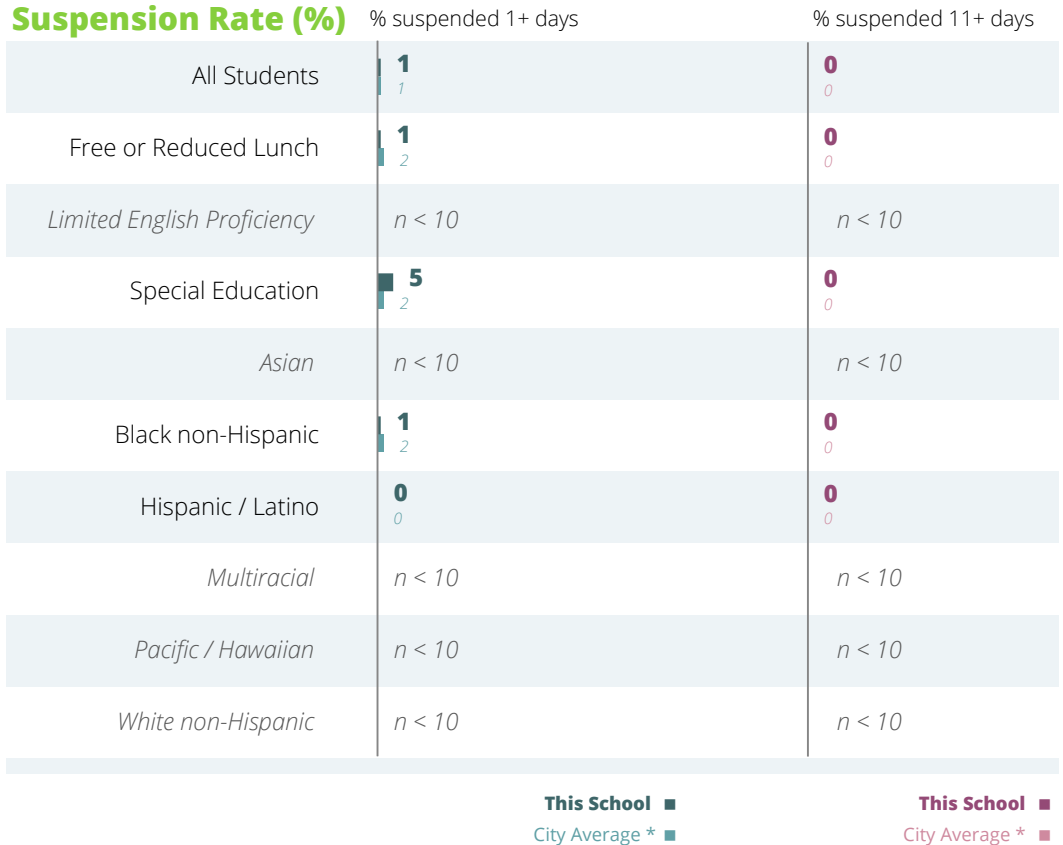 Suspension Rate (%) % suspended 1+ days % suspended 11+ days
All Students 1 0
1 0
Free or Reduced Lunch 1 0
2 0
Limited English Proficiency n < 10 n < 10
Special Education 5 0
2 0
Asian n < 10 n < 10
Black non-Hispanic 1 0
2 0
Hispanic / Latino 0 0
0 0
Multiracial n < 10 n < 10
Pacific / Hawaiian n < 10 n < 10
White non-Hispanic n < 10 n < 10
This School This School
City Average * City Average *